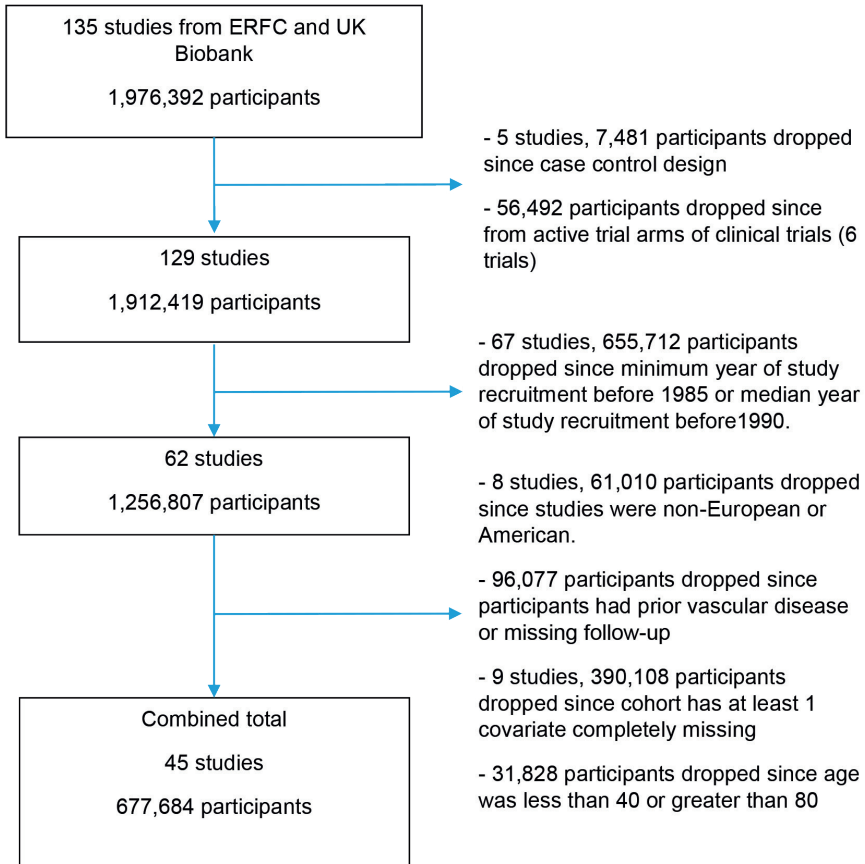 135 studies from ERFC and UK
Biobank
1,976,392 participants
- 5 studies, 7,481 participants dropped
since case control design
- 56,492 participants dropped since
from active trial arms of clinical trials (6
trials)
129 studies
1,912,419 participants
- 67 studies, 655,712 participants
dropped since minimum year of study
recruitment before 1985 or median year
of study recruitment before1990.
62 studies
1,256,807 participants
- 8 studies, 61,010 participants dropped
since studies were non-European or
American.
- 96,077 participants dropped since
participants had prior vascular disease
or missing follow-up
- 9 studies, 390,108 participants
dropped since cohort has at least 1
covariate completely missing
- 31,828 participants dropped since age
was less than 40 or greater than 80
Combined total
45 studies
677,684 participants